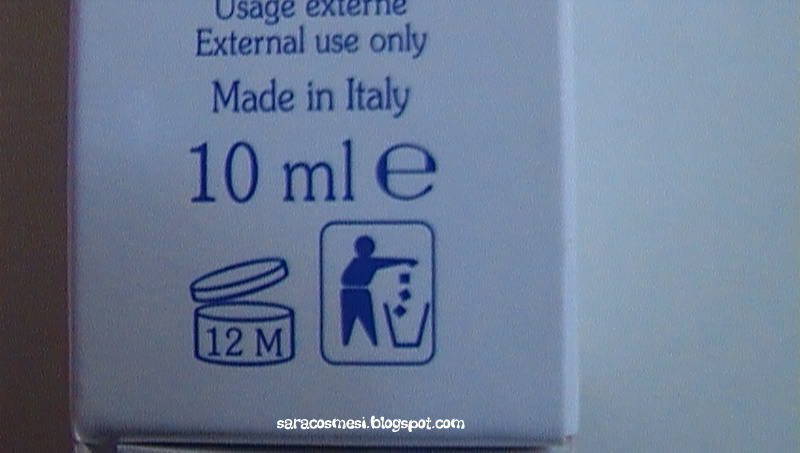 Usage externe
External use only
Made in Italy
10 ml ℮
12 M
saracosmesi.blogspot.com